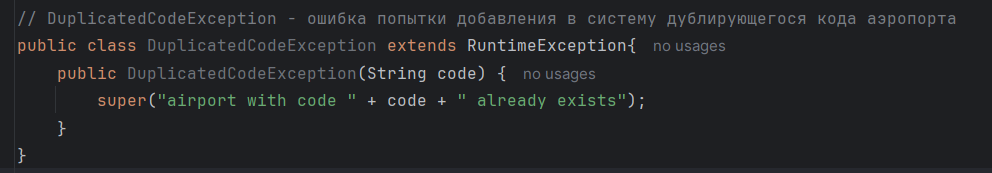 // DuplicatedCodeException - ошибка попытки добавления в систему дублирующегося кода аэропорта
public class DuplicatedCodeException extends RuntimeException{ no usages
public DuplicatedCodeException(String code) { no usages
super("airport with code " + code + " already exists");
}
}